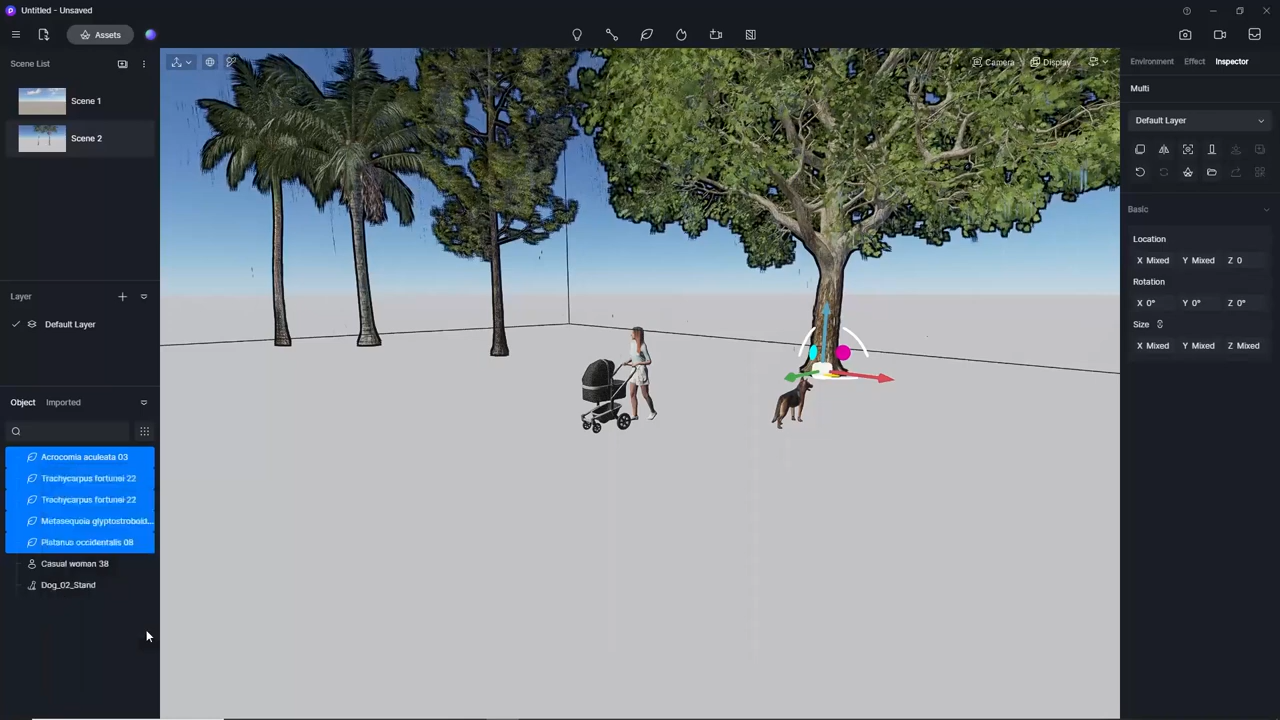 Untitled - Unsaved
Assets
Scene List
Camera
Display
Environment
Effect
Inspector
Multi
Scene 1
Default Layer
Scene 2
Basic
Location
X Mixed
Y Mixed
Z 0
Rotation
X 0°
Y 0°
Z 0°
Size
X Mixed
Y Mixed
Z Mixed
Layer
Default Layer
Object
Imported
Acrocomia aculeata 03
Trachycarpus fortunei 22
Trachycarpus fortunei 22
Metasequoia glyptostroboid...
Platanus occidentalis 08
Casual woman 38
Dog_02_Stand